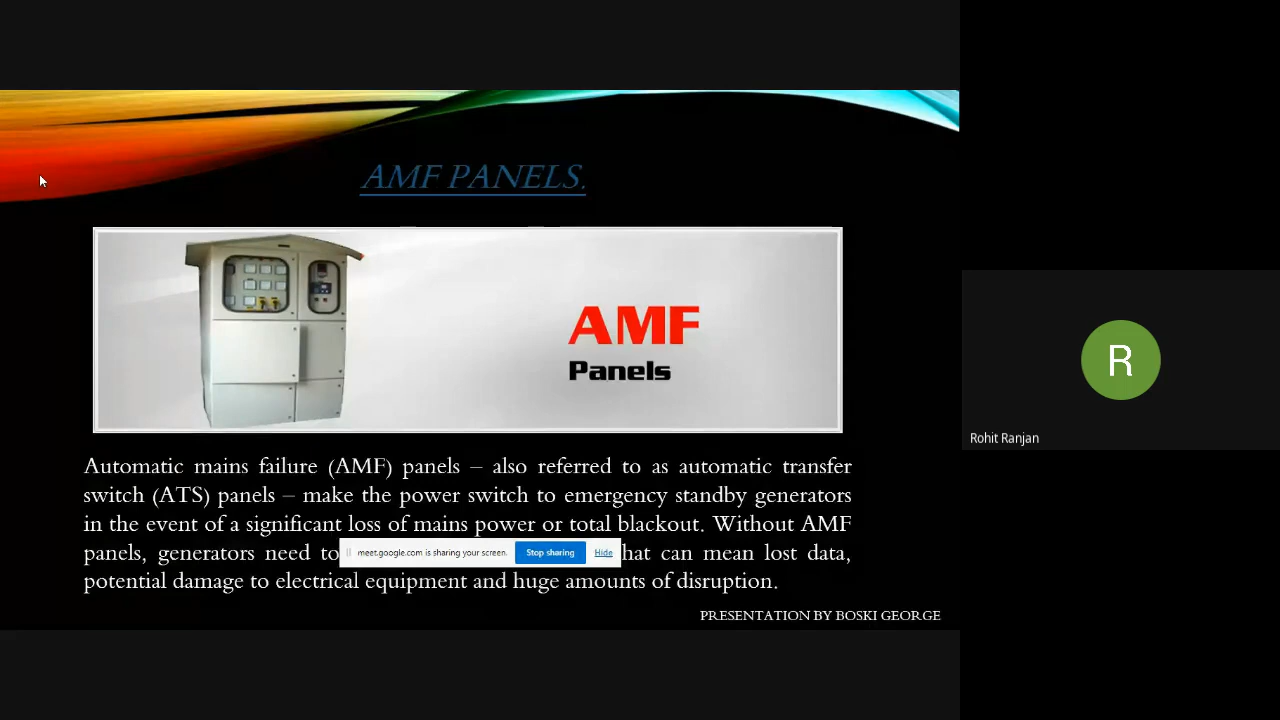 AMF PANELS.
AMF
Panels
Automatic mains failure (AMF) panels – also referred to as automatic transfer
switch (ATS) panels – make the power switch to emergency standby generators
in the event of a significant loss of mains power or total blackout. Without AMF
panels, generators need to hat can mean lost data,
meet.google.com is sharing your screen. Stop sharing Hide
potential damage to electrical equipment and huge amounts of disruption.
PRESENTATION BY BOSKI GEORGE
R
Rohit Ranjan